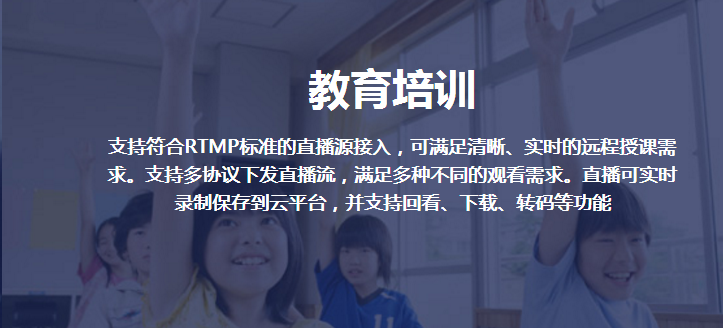 教育培训
支持符合RTMP标准的直播源接入，可满足清晰、实时的远程授课需
求。支持多协议下发直播流，满足多种不同的观看需求。直播可实时
录制保存到云平台，并支持回看、下载、转码等功能